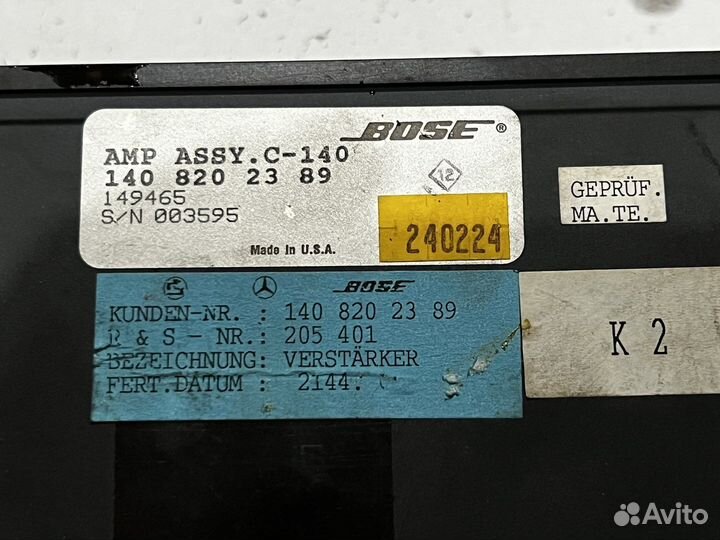 BOSE®
AMP ASSY.C-140
140 820 23 89
12
149465
S/N 003595
240224
Made in U.S.A.
GEPRÜF.
MA.TE.
BOSE
KUNDEN-NR. : 140 820 23 89
& S - NR.: 205 401
BEZEICHNUNG: VERSTÄRKER
FERT.DATUM : 2144.
K 2
Avito